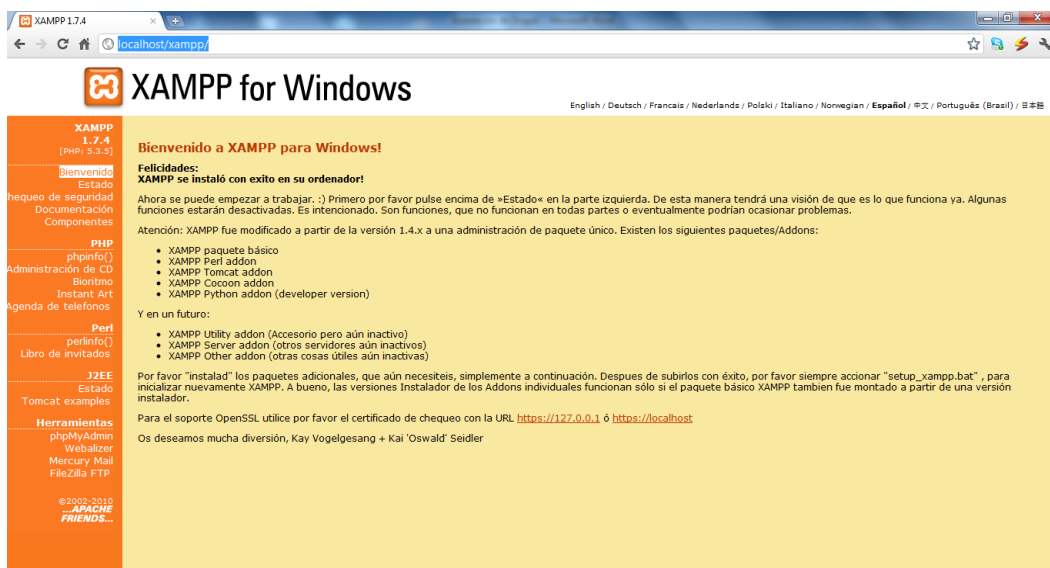 XAMPP 1.7.4
localhost/xampp/
XAMPP for Windows
English / Deutsch / Francais / Nederlands / Polski / Italiano / Norwegian / Español / 中文 / Português (Brasil) / 日本語
XAMPP
1.7.4
[PHP: 5.3.5]
Bienvenido
Estado
hequeo de seguridad
Documentación
Componentes
PHP
phpinfo()
Administración de CD
Bioritmo
Instant Art
Agenda de telefonos
Perl
perlinfo()
Libro de invitados
J2EE
Estado
Tomcat examples
Herramientas
phpMyAdmin
Webalizer
Mercury Mail
FileZilla FTP
©2002-2010
...APACHE
FRIENDS...
Bienvenido a XAMPP para Windows!
Felicidades:
XAMPP se instaló con exito en su ordenador!
Ahora se puede empezar a trabajar. :) Primero por favor pulse encima de »Estado« en la parte izquierda. De esta manera tendrá una visión de que es lo que funciona ya. Algunas
funciones estarán desactivadas. Es intencionado. Son funciones, que no funcionan en todas partes o eventualmente podrían ocasionar problemas.
Atención: XAMPP fue modificado a partir de la versión 1.4.x a una administración de paquete único. Existen los siguientes paquetes/Addons:
• XAMPP paquete básico
• XAMPP Perl addon
• XAMPP Tomcat addon
• XAMPP Cocoon addon
• XAMPP Python addon (developer version)
Y en un futuro:
• XAMPP Utility addon (Accesorio pero aún inactivo)
• XAMPP Server addon (otros servidores aún inactivos)
• XAMPP Other addon (otras cosas útiles aún inactivas)
Por favor "instalad" los paquetes adicionales, que aún necesiteis, simplemente a continuación. Despues de subirlos con éxito, por favor siempre accionar "setup_xampp.bat" , para
inicializar nuevamente XAMPP. A bueno, las versiones Instalador de los Addons individuales funcionan sólo si el paquete básico XAMPP tambien fue montado a partir de una versión
instalador.
Para el soporte OpenSSL utilice por favor el certificado de chequeo con la URL https://127.0.0.1 ó https://localhost
Os deseamos mucha diversión, Kay Vogelgesang + Kai 'Oswald' Seidler